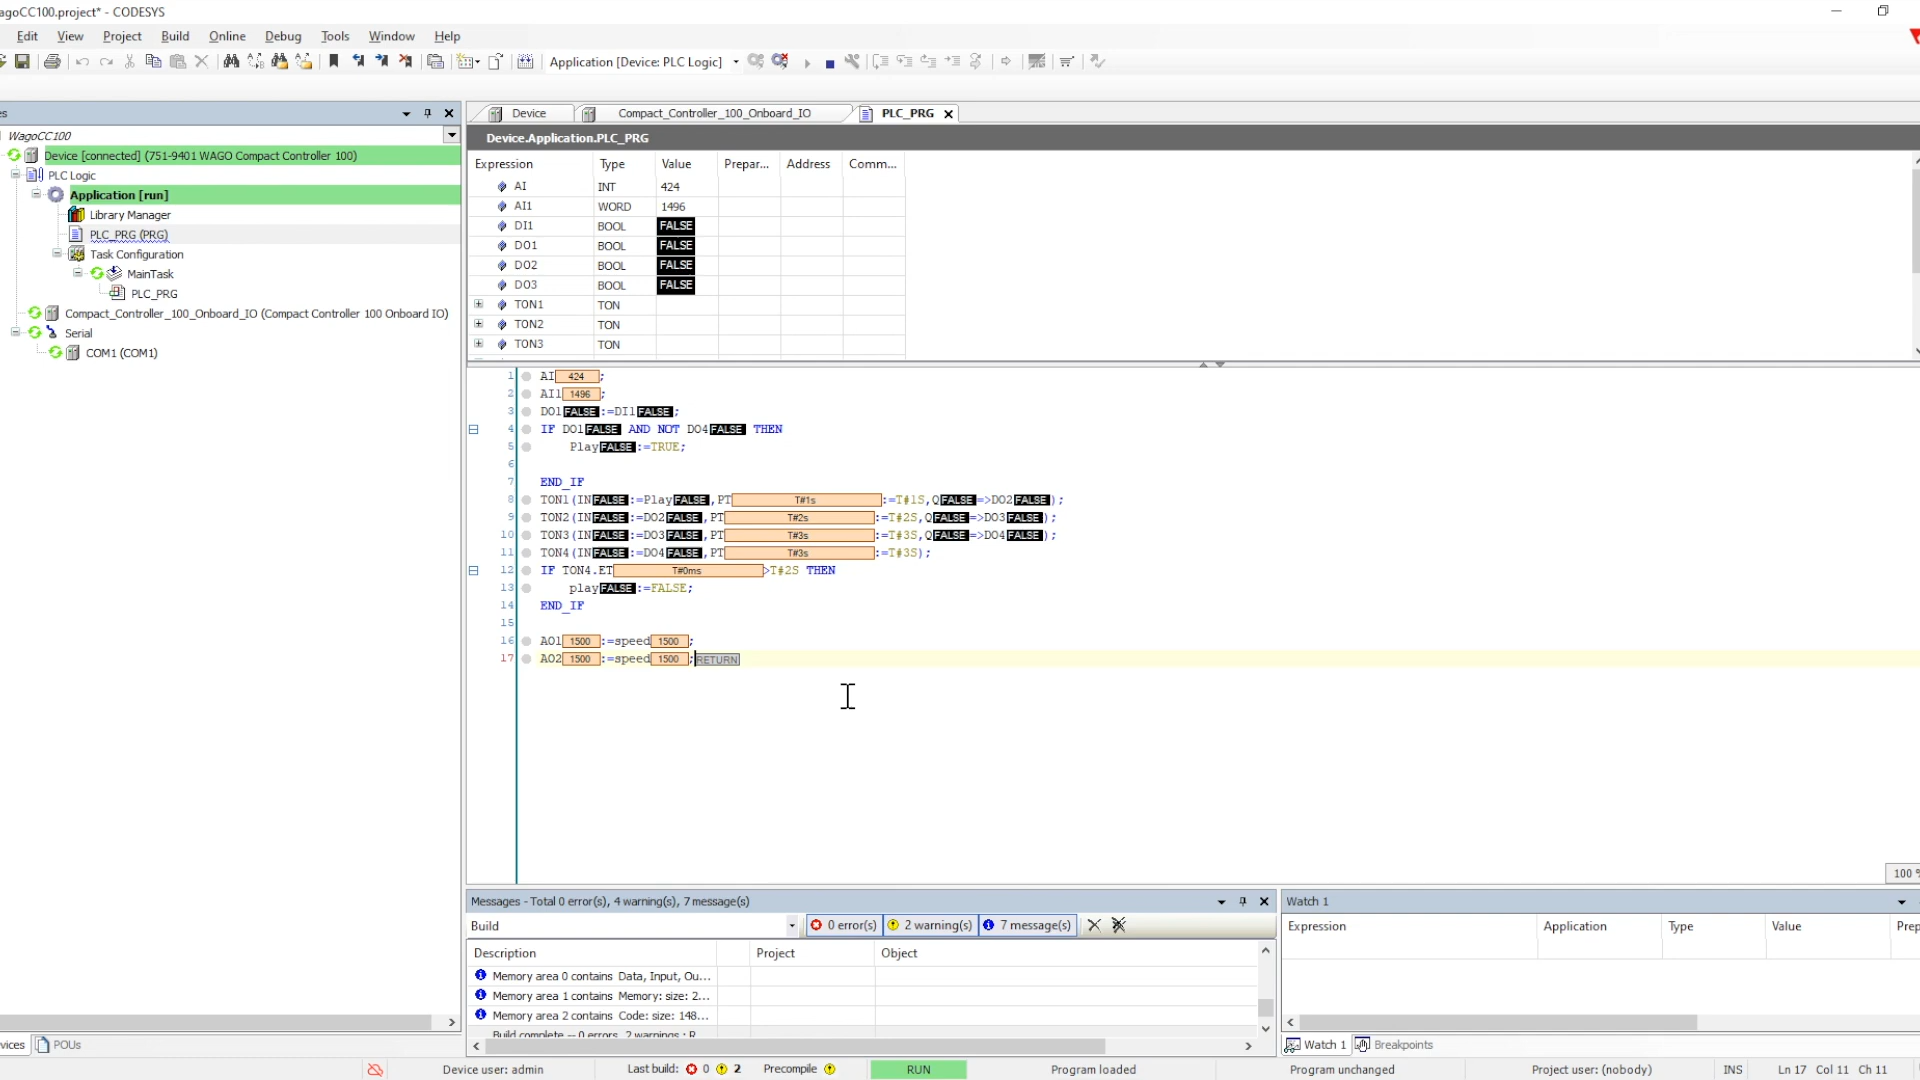 agoCC100.project* - CODESYS
Edit View Project Build Online Debug Tools Window Help
Application [Device: PLC Logic]
es
WagoCC100
Device [connected] (751-9401 WAGO Compact Controller 100)
PLC Logic
Application [run]
Library Manager
PLC_PRG (PRG)
Task Configuration
MainTask
PLC_PRG
Compact_Controller_100_Onboard_IO (Compact Controller 100 Onboard IO)
Serial
COM1 (COM1)
vices POUs
Device Compact_Controller_100_Onboard_IO PLC_PRG
Device.Application.PLC_PRG
Expression Type Value Prepar... Address Comm...
AI INT 424
AI1 WORD 1496
DI1 BOOL FALSE
DO1 BOOL FALSE
DO2 BOOL FALSE
DO3 BOOL FALSE
TON1 TON
TON2 TON
TON3 TON
1 AI 424 ;
2 AI1 1496 ;
3 DO1 FALSE :=DI1 FALSE ;
4 IF DO1 FALSE AND NOT DO4 FALSE THEN
5 Play FALSE :=TRUE;
6
7 END_IF
8 TON1(IN FALSE :=Play FALSE ,PT T#1s :=T#1S,Q FALSE =>DO2 FALSE );
9 TON2(IN FALSE :=DO2 FALSE ,PT T#2s :=T#2S,Q FALSE =>DO3 FALSE );
10 TON3(IN FALSE :=DO3 FALSE ,PT T#3s :=T#3S,Q FALSE =>DO4 FALSE );
11 TON4(IN FALSE :=DO4 FALSE ,PT T#3s :=T#3S);
12 IF TON4.ET T#0ms >T#2S THEN
13 play FALSE :=FALSE;
14 END_IF
15
16 AO1 1500 :=speed 1500 ;
17 AO2 1500 :=speed 1500 ; RETURN
100 %
Messages - Total 0 error(s), 4 warning(s), 7 message(s)
Build 0 error(s) 2 warning(s) 7 message(s)
Description Project Object
Memory area 0 contains Data, Input, Ou...
Memory area 1 contains Memory: size: 2...
Memory area 2 contains Code: size: 148...
Build complete -- 0 errors, 2 warnings : R
Watch 1
Expression Application Type Value Prep
Watch 1 Breakpoints
Device user: admin Last build: 0 2 Precompile RUN Program loaded Program unchanged Project user: (nobody) INS Ln 17 Col 11 Ch 11